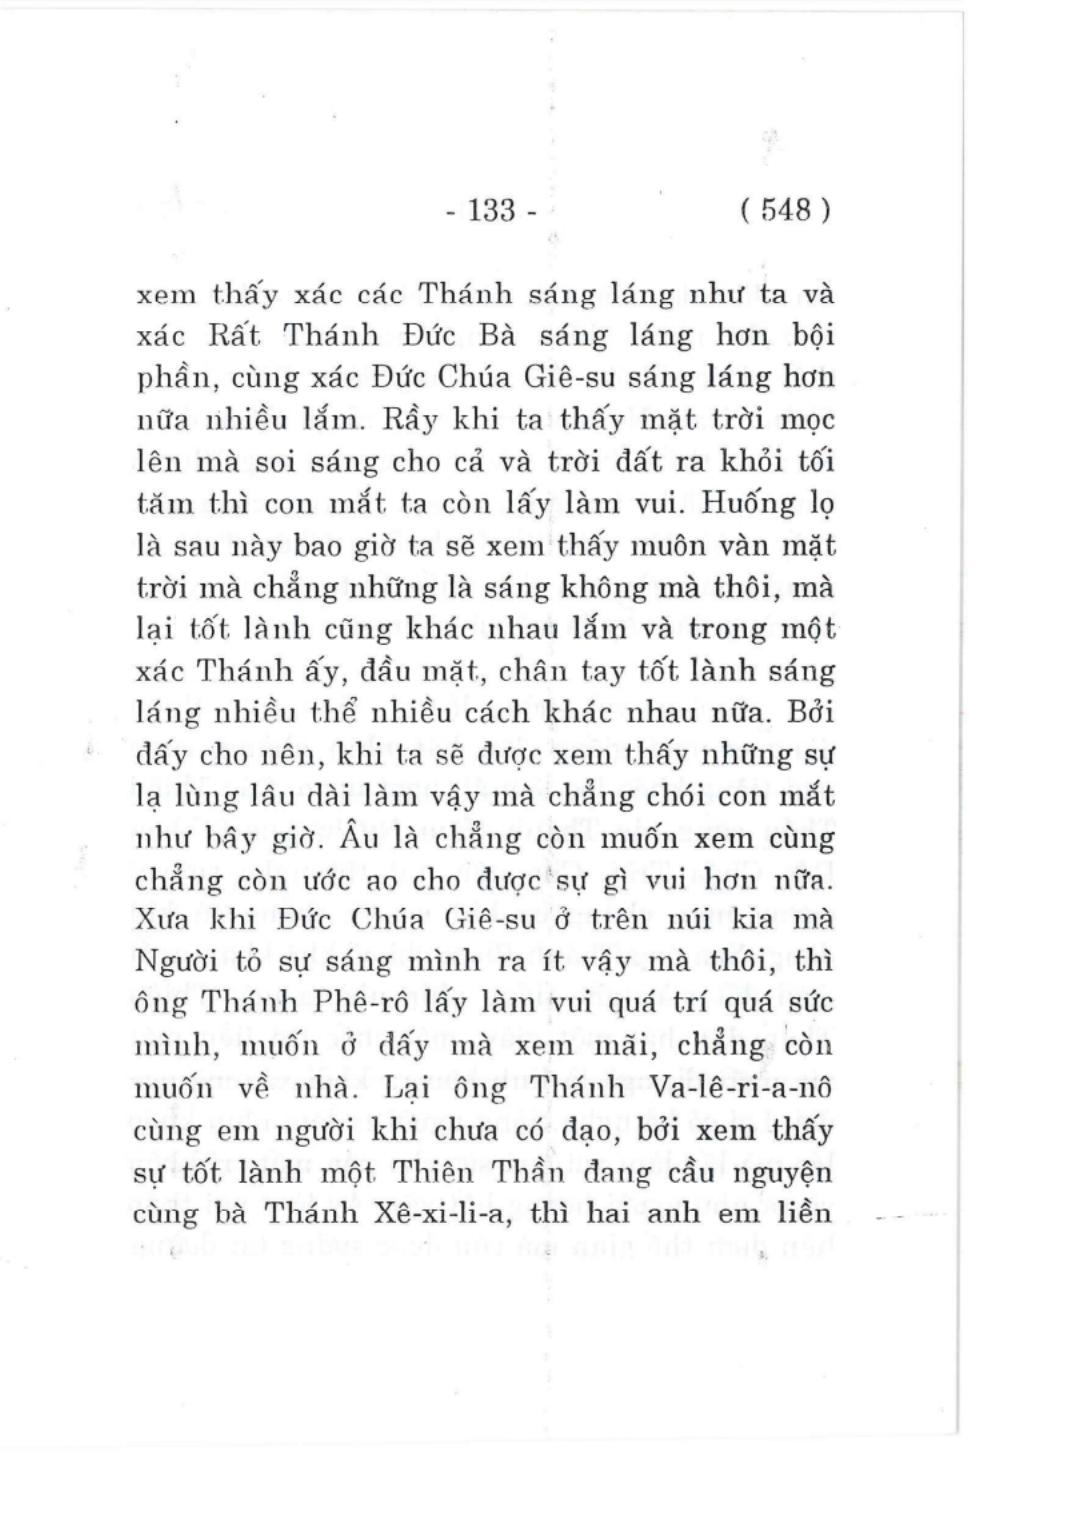 - 133 - ( 548 )
xem thấy xác các Thánh sáng láng như ta và
xác Rất Thánh Đức Bà sáng láng hơn bội
phần, cùng xác Đức Chúa Giê-su sáng láng hơn
nữa nhiều lắm. Rầy khi ta thấy mặt trời mọc
lên mà soi sáng cho cả và trời đất ra khỏi tối
tăm thì con mắt ta còn lấy làm vui. Huống lọ
là sau này bao giờ ta sẽ xem thấy muôn vàn mặt
trời mà chẳng những là sáng không mà thôi, mà
lại tốt lành cũng khác nhau lắm và trong một
xác Thánh ấy, đầu mặt, chân tay tốt lành sáng
láng nhiều thể nhiều cách khác nhau nữa. Bởi
đấy cho nên, khi ta sẽ được xem thấy những sự
lạ lùng lâu dài làm vậy mà chẳng chói con mắt
như bây giờ. Âu là chẳng còn muốn xem cùng
chẳng còn ước ao cho được sự gì vui hơn nữa.
Xưa khi Đức Chúa Giê-su ở trên núi kia mà
Người tỏ sự sáng mình ra ít vậy mà thôi, thì
ông Thánh Phê-rô lấy làm vui quá trí quá sức
mình, muốn ở đấy mà xem mãi, chẳng còn
muốn về nhà. Lại ông Thánh Va-lê-ri-a-nô
cùng em người khi chưa có đạo, bởi xem thấy
sự tốt lành một Thiên Thần đang cầu nguyện
cùng bà Thánh Xê-xi-li-a, thì hai anh em liền